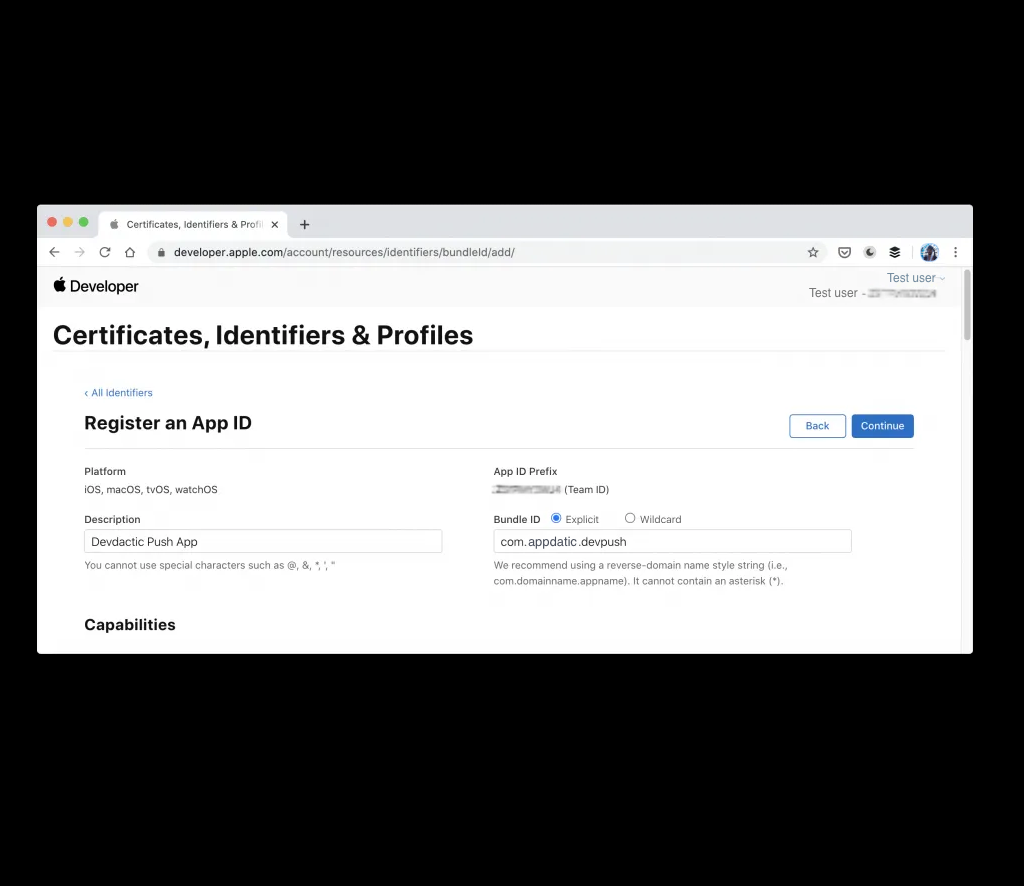 Certificates, Identifiers & Profi
developer.apple.com/account/resources/identifiers/bundleId/add/
Developer
Test user
Test user -
Certificates, Identifiers & Profiles
‹ All Identifiers
Register an App ID
Back
Continue
Platform
App ID Prefix
iOS, macOS, tvOS, watchOS
(Team ID)
Description
Bundle ID Explicit Wildcard
Devdactic Push App
com.appdatic.devpush
You cannot use special characters such as @, &, *, ', "
We recommend using a reverse-domain name style string (i.e.,
com.domainname.appname). It cannot contain an asterisk (*).
Capabilities